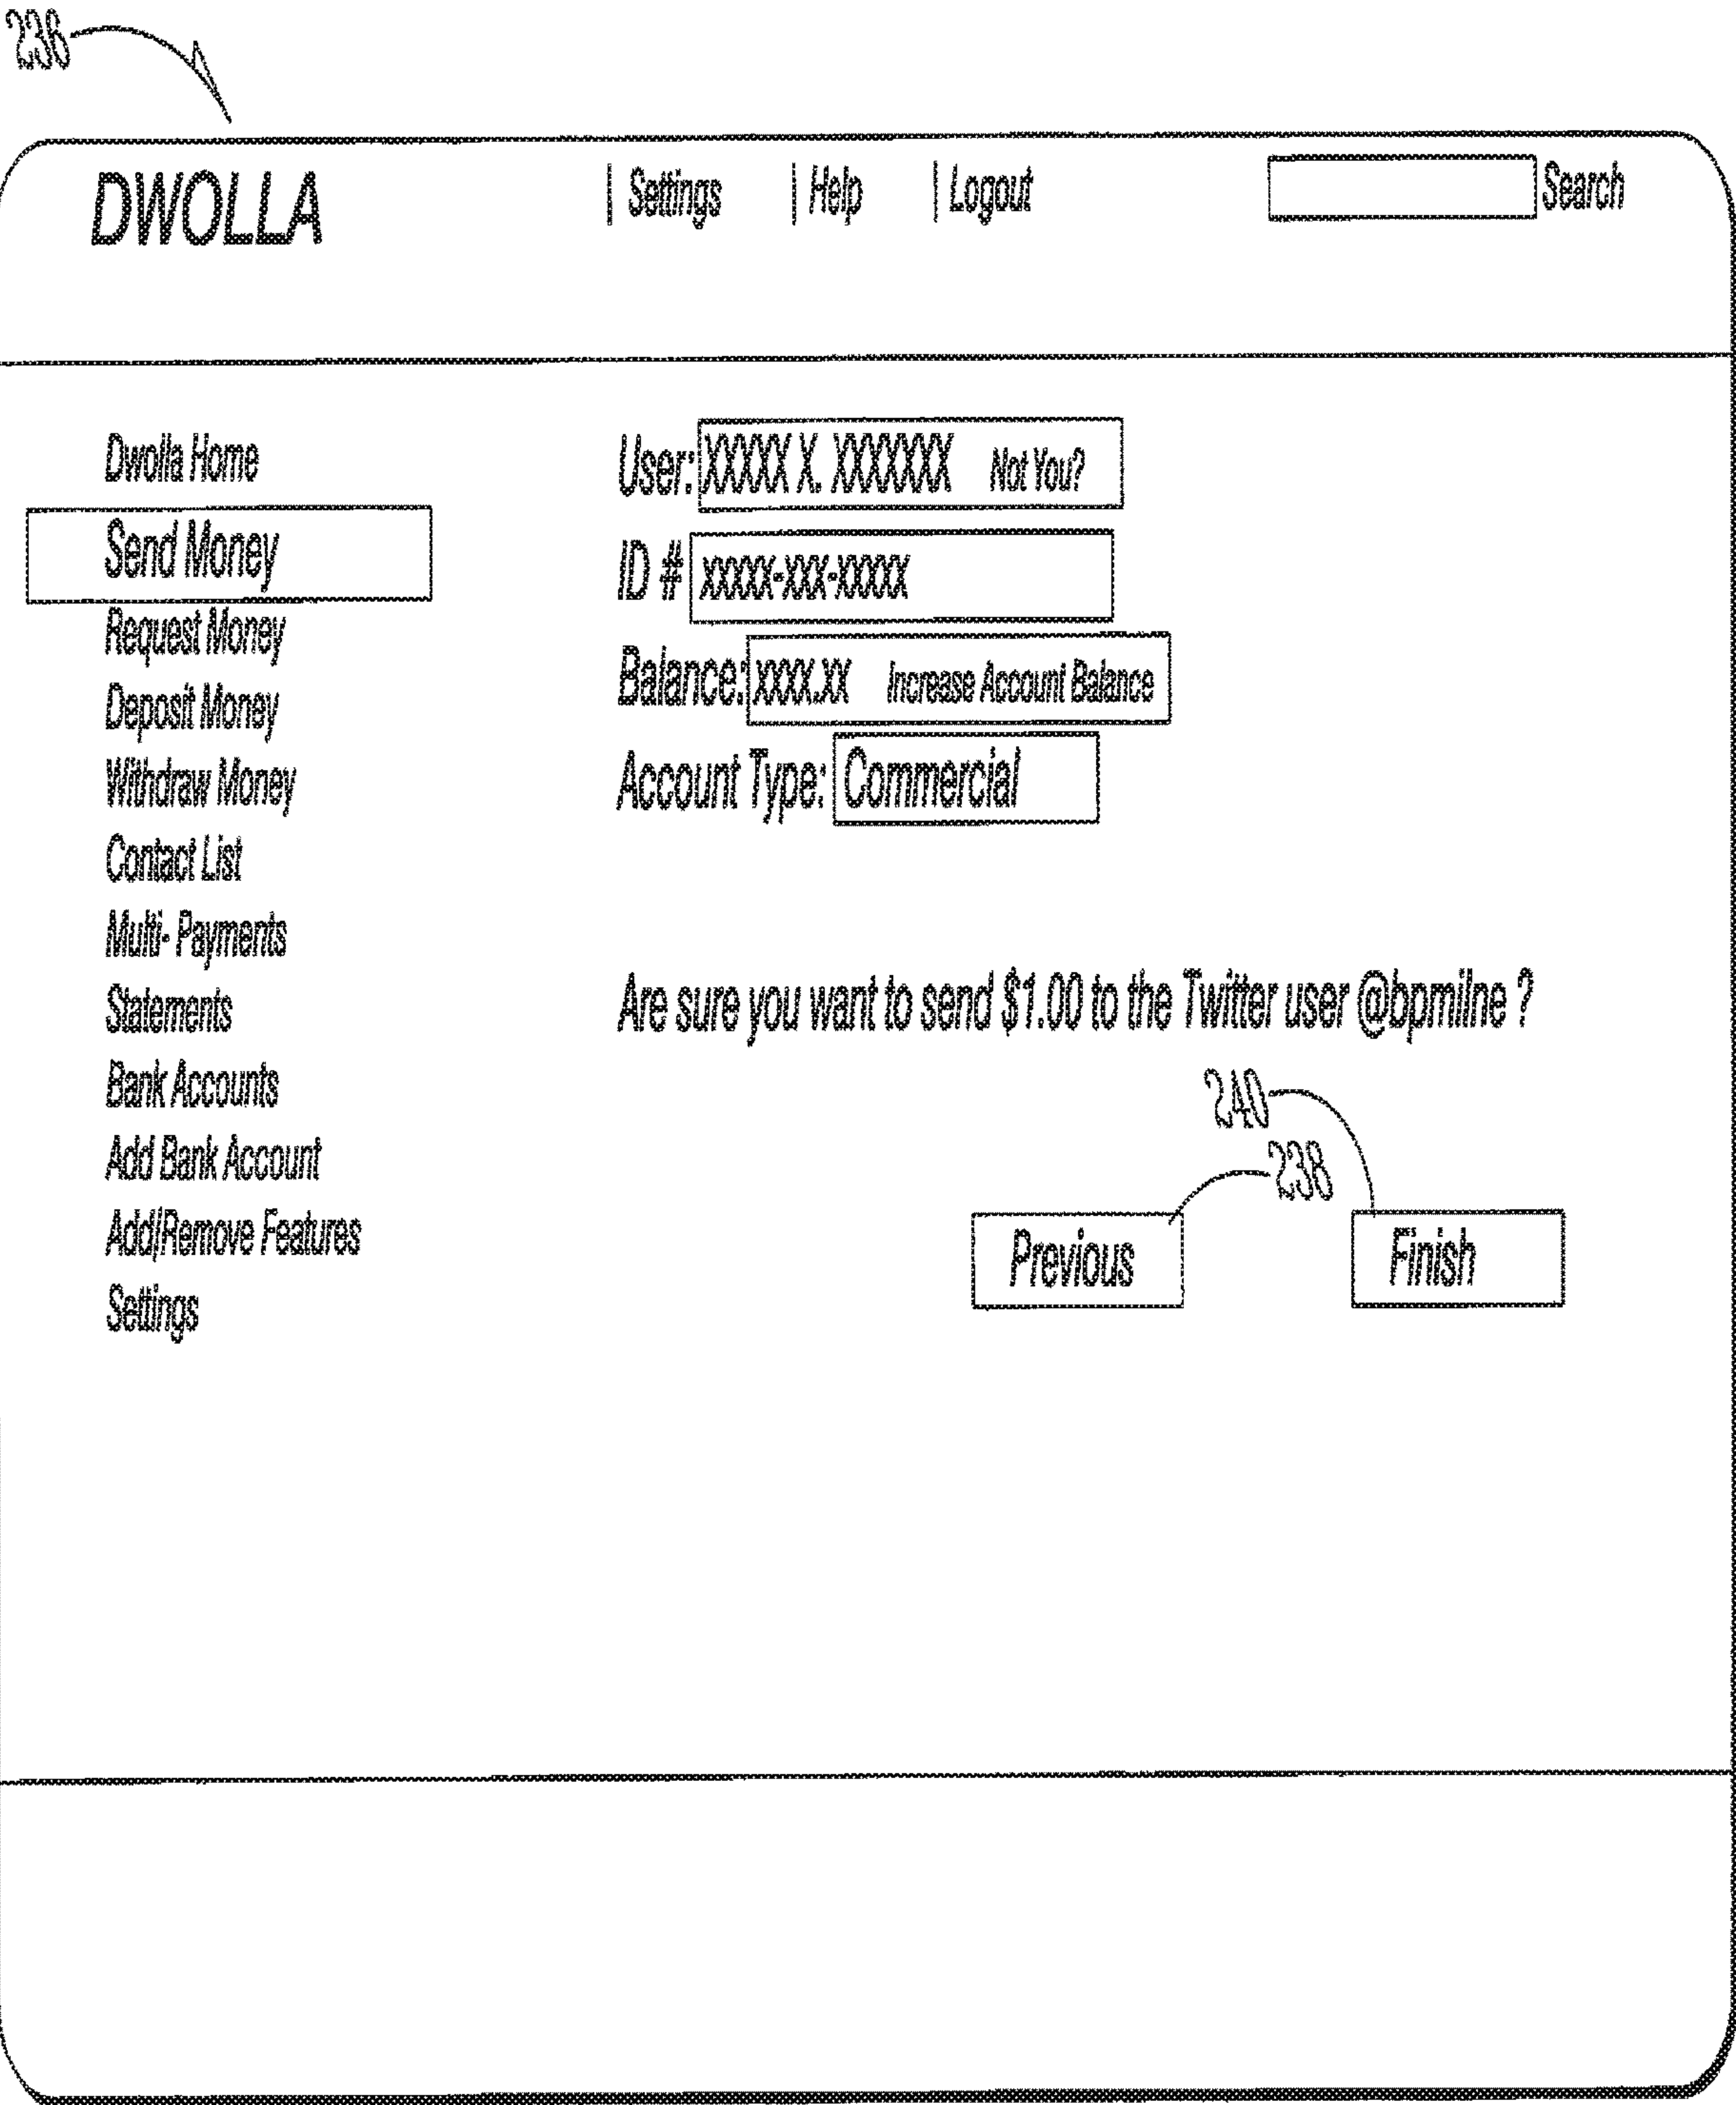 236
DWOLLA | Settings | Help | Logout Search
Dwolla Home
Send Money
Request Money
Deposit Money
Withdraw Money
Contact List
Multi- Payments
Statements
Bank Accounts
Add Bank Account
Add/Remove Features
Settings
User: XXXXX X. XXXXXXX Not You?
ID # xxxxx-xxx-xxxxx
Balance: xxxx.xx Increase Account Balance
Account Type: Commercial
Are sure you want to send $1.00 to the Twitter user @bpmilne ?
240
238
Previous Finish